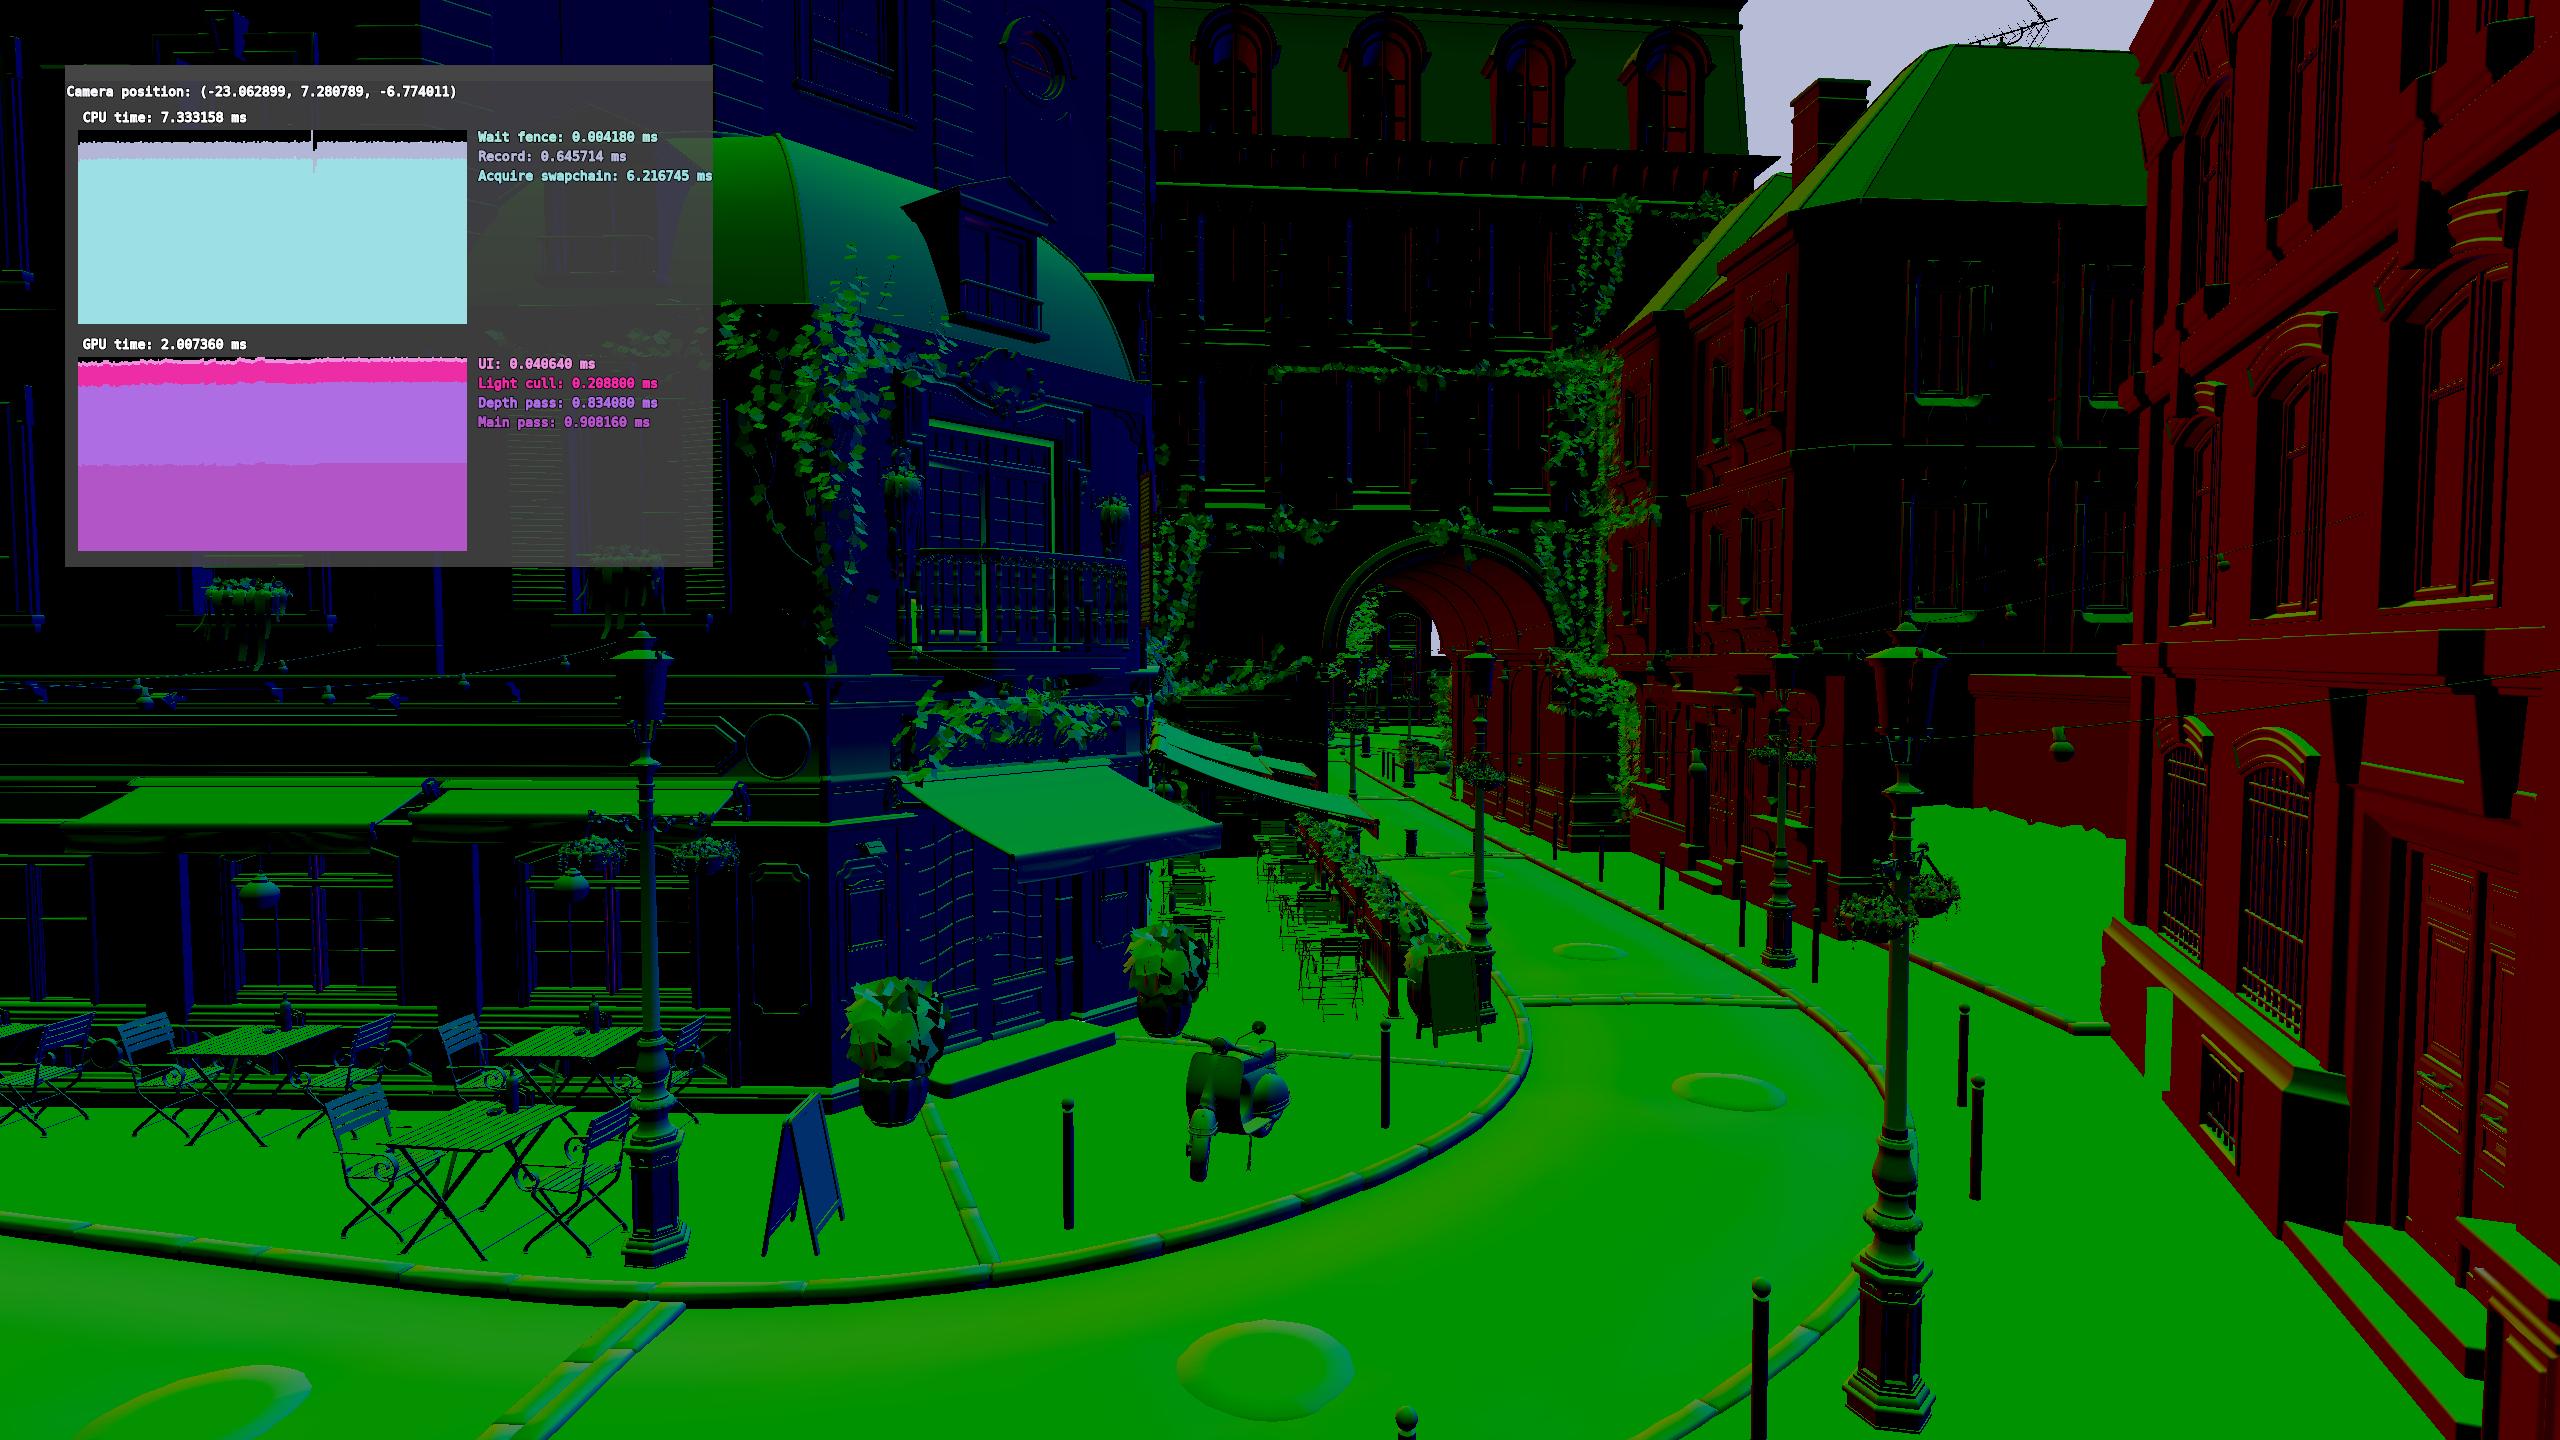 Camera position: (-23.062899, 7.280789, -6.774011)
CPU time: 7.333158 ms
Wait fence: 0.004180 ms
Record: 0.645714 ms
Acquire swapchain: 6.216745 ms
GPU time: 2.007360 ms
UI: 0.040640 ms
Light cull: 0.208800 ms
Depth pass: 0.834080 ms
Main pass: 0.908160 ms